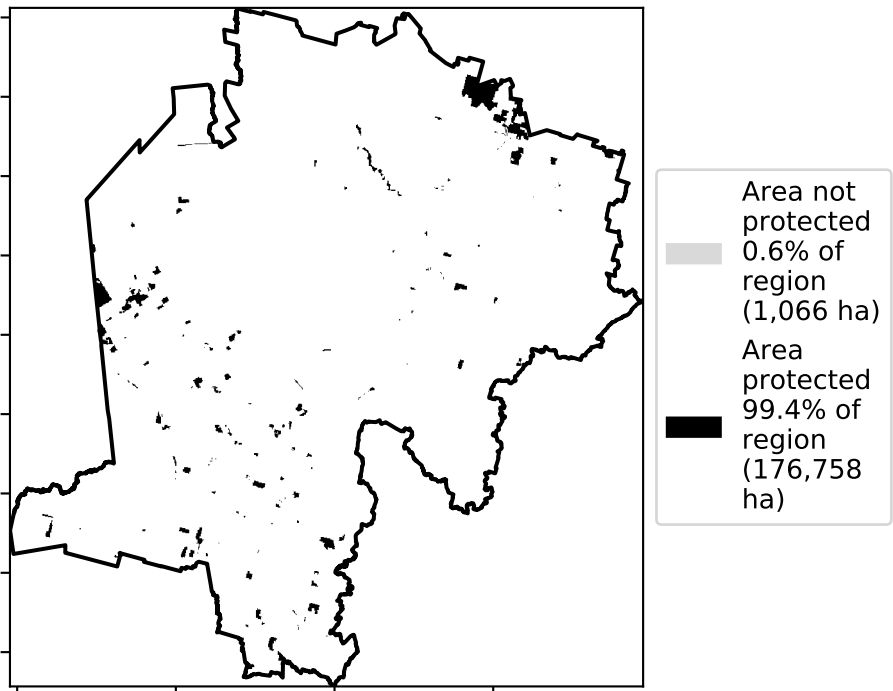 Area not
protected
0.6% of
region
(1,066 ha)
Area
protected
99.4% of
region
(176,758
ha)